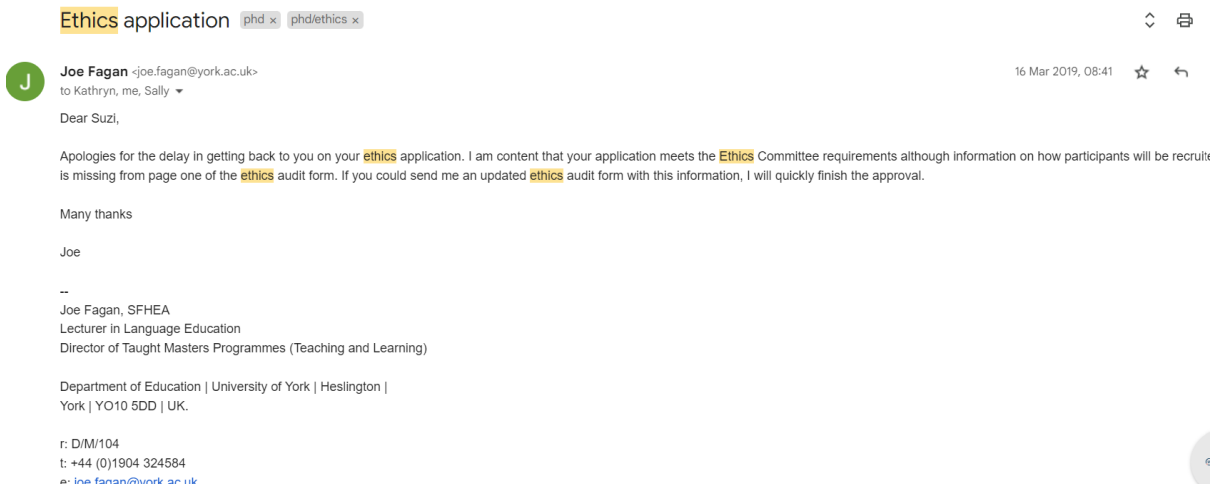 Ethics application phd × phd/ethics ×
J
Joe Fagan <joe.fagan@york.ac.uk> 16 Mar 2019, 08:41
to Kathryn, me, Sally
Dear Suzi,
Apologies for the delay in getting back to you on your ethics application. I am content that your application meets the Ethics Committee requirements although information on how participants will be recruite
is missing from page one of the ethics audit form. If you could send me an updated ethics audit form with this information, I will quickly finish the approval.
Many thanks
Joe
--
Joe Fagan, SFHEA
Lecturer in Language Education
Director of Taught Masters Programmes (Teaching and Learning)
Department of Education | University of York | Heslington |
York | YO10 5DD | UK.
r: D/M/104
t: +44 (0)1904 324584
e: joe.fagan@york.ac.uk